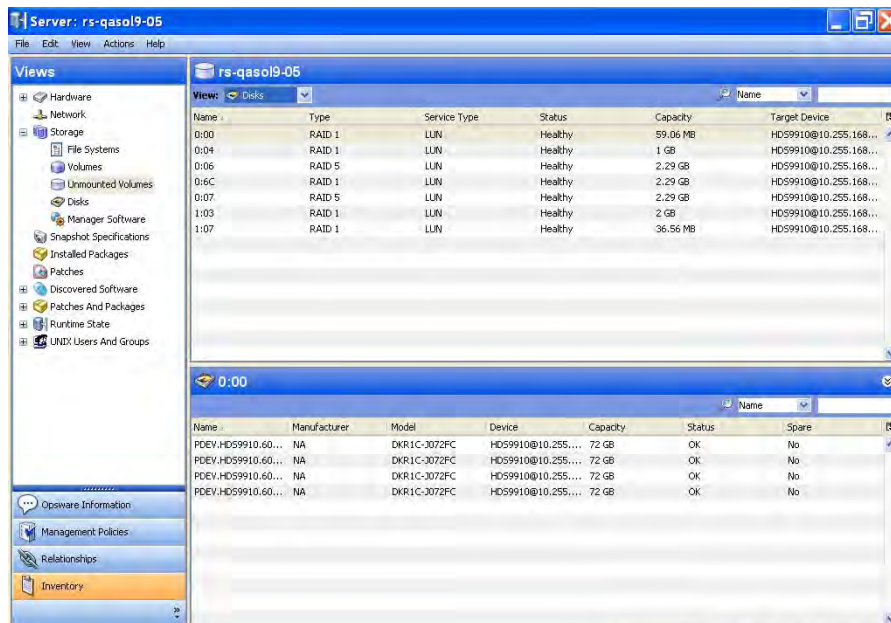 Server: rs-qasol9-05
File Edit View Actions Help
Views
Hardware
Network
Storage
File Systems
Volumes
Unmounted Volumes
Disks
Manager Software
Snapshot Specifications
Installed Packages
Patches
Discovered Software
Patches And Packages
Runtime State
UNIX Users And Groups
Opsware Information
Management Policies
Relationships
Inventory
rs-qasol9-05
View: Disks Name
Name Type Service Type Status Capacity Target Device
0:00 RAID 1 LUN Healthy 59.06 MB HDS9910@10.255.168...
0:04 RAID 1 LUN Healthy 1 GB HDS9910@10.255.168...
0:06 RAID 5 LUN Healthy 2.29 GB HDS9910@10.255.168...
0:6C RAID 1 LUN Healthy 2.29 GB HDS9910@10.255.168...
0:07 RAID 5 LUN Healthy 2.29 GB HDS9910@10.255.168...
1:03 RAID 1 LUN Healthy 2 GB HDS9910@10.255.168...
1:07 RAID 1 LUN Healthy 36.56 MB HDS9910@10.255.168...
0:00
Name
Name Manufacturer Model Device Capacity Status Spare
PDEV.HDS9910.60... NA DKR1C-J072FC HDS9910@10.255.... 72 GB OK No
PDEV.HDS9910.60... NA DKR1C-J072FC HDS9910@10.255.... 72 GB OK No
PDEV.HDS9910.60... NA DKR1C-J072FC HDS9910@10.255.... 72 GB OK No
PDEV.HDS9910.60... NA DKR1C-J072FC HDS9910@10.255.... 72 GB OK No